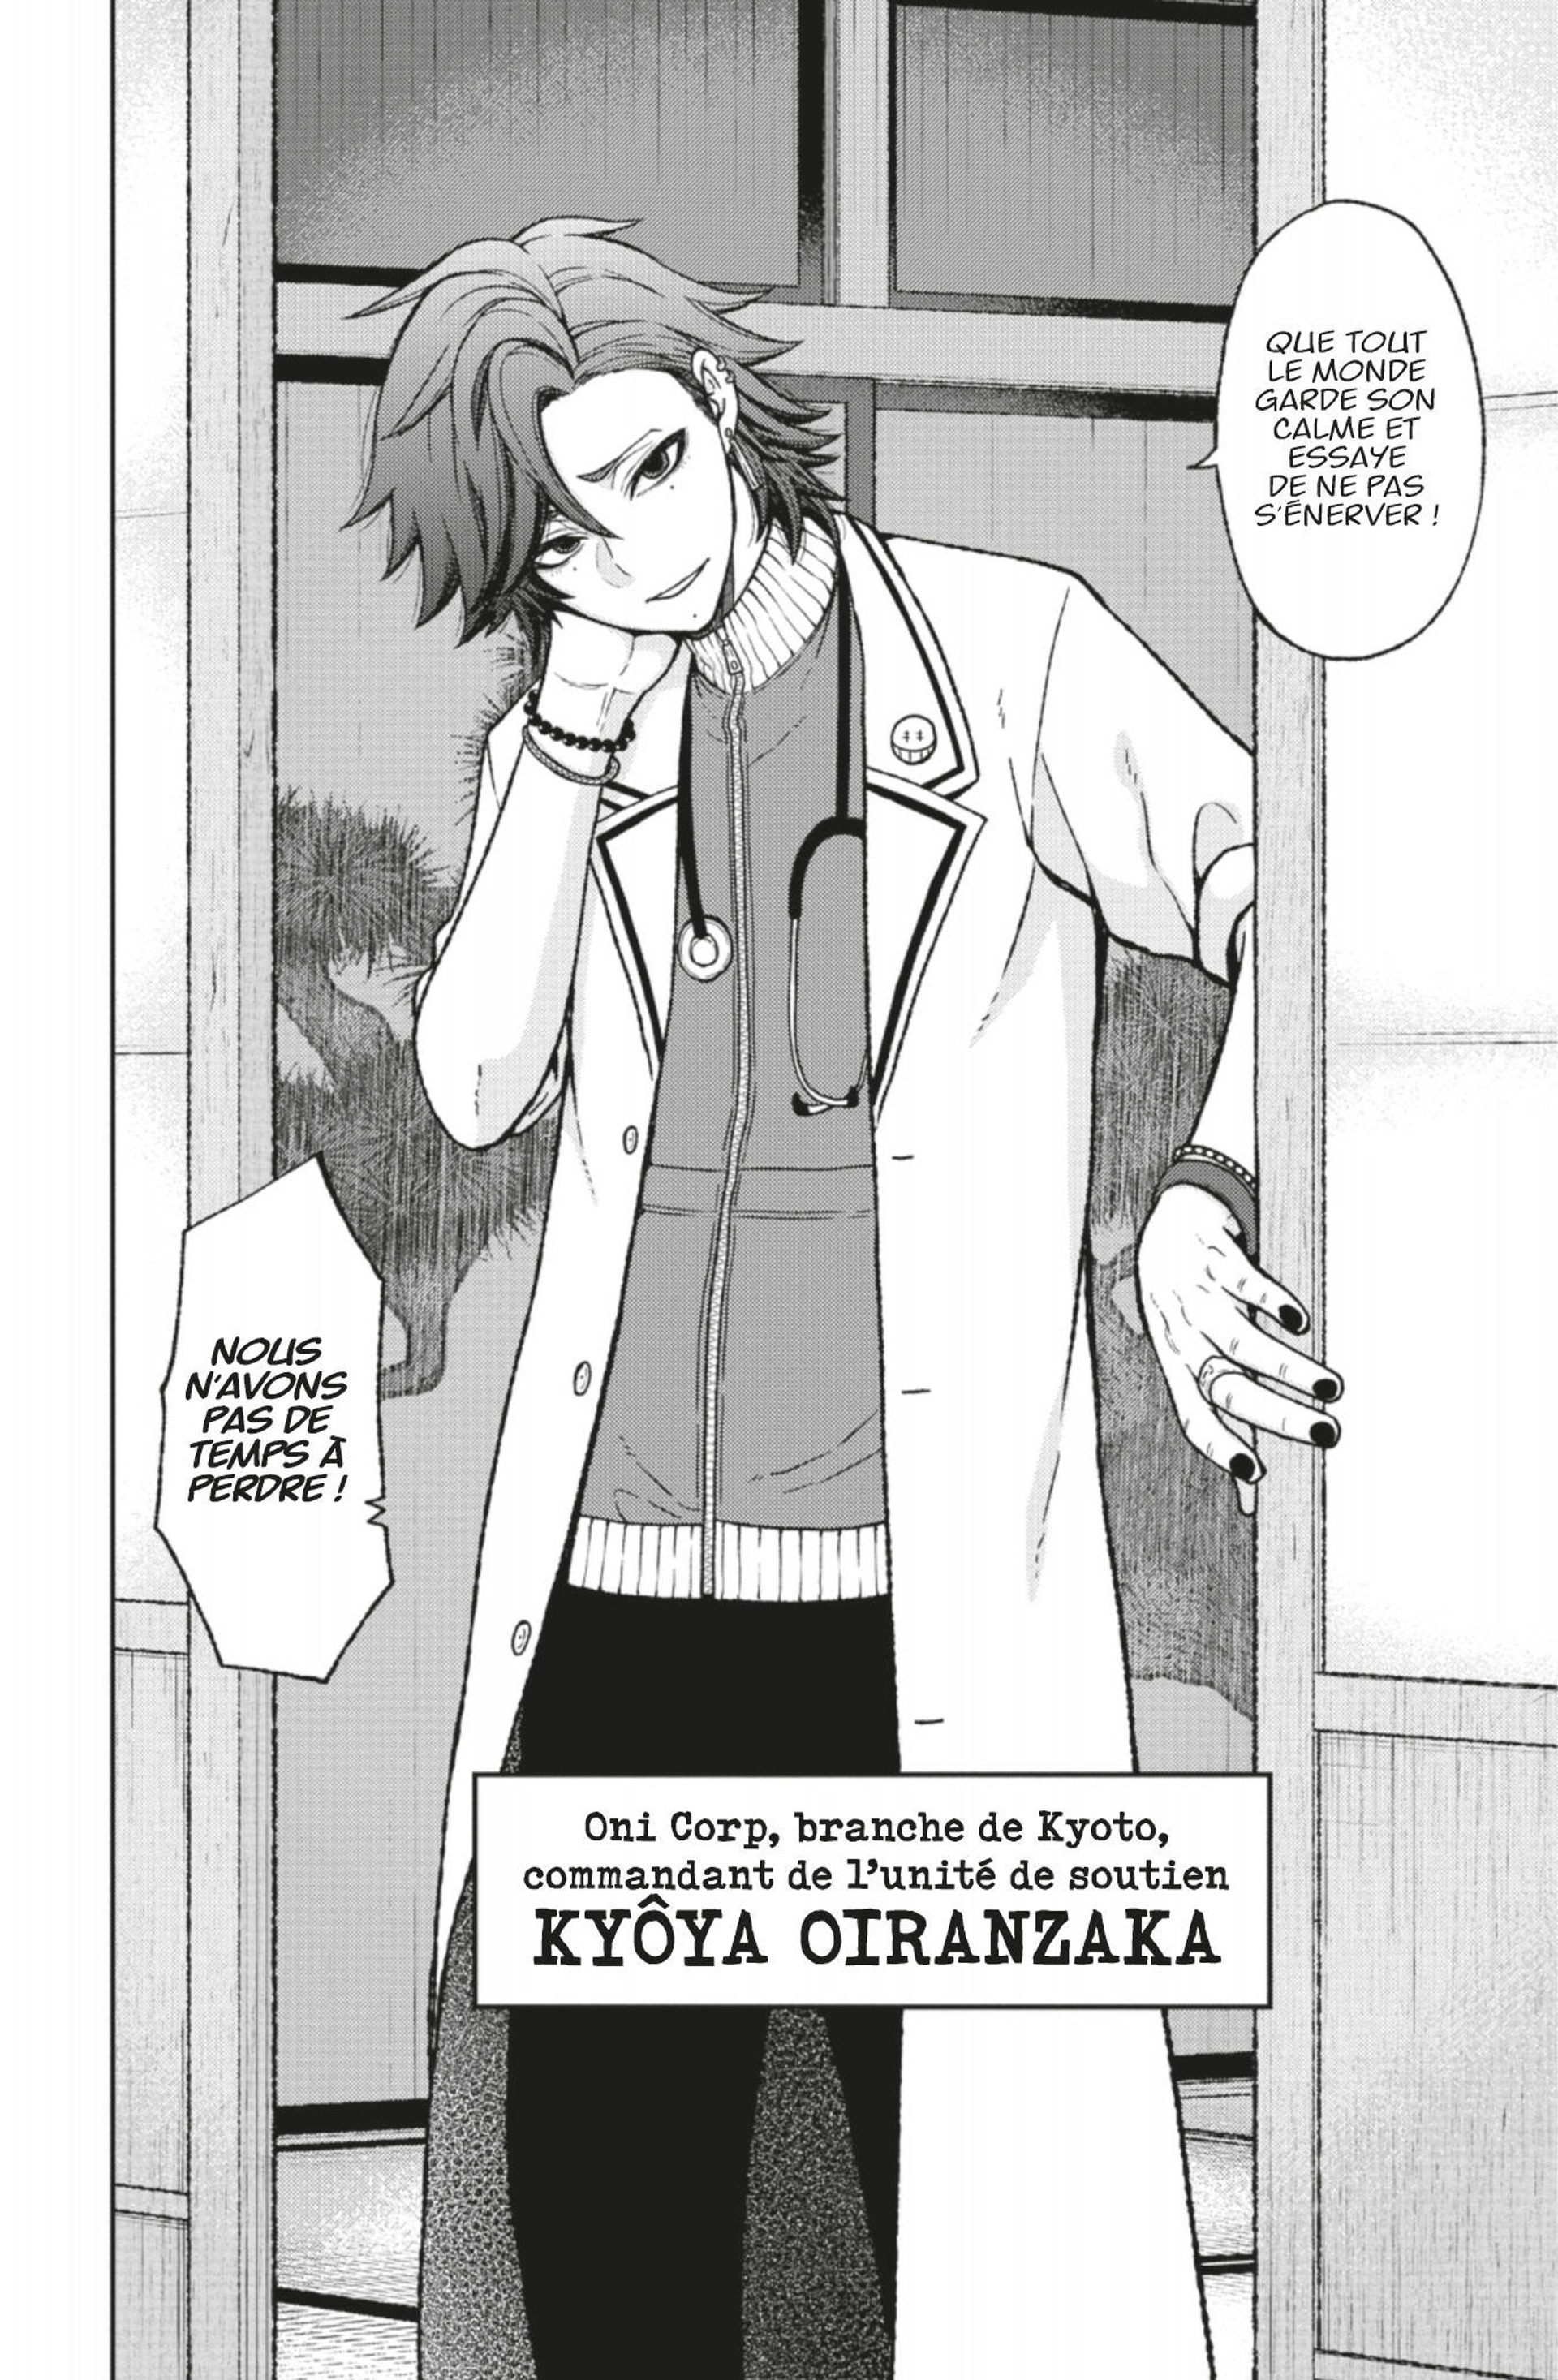 QUE TOUT
LE MONDE
GARDE SON
CALME ET
ESSAYE
DE NE PAS
S'ÉNERVER !
NOUS
N'AVONS
PAS DE
TEMPS À
PERDRE !
Oni Corp, branche de Kyoto,
commandant de l'unité de soutien
KYÔYA OIRANZAKA